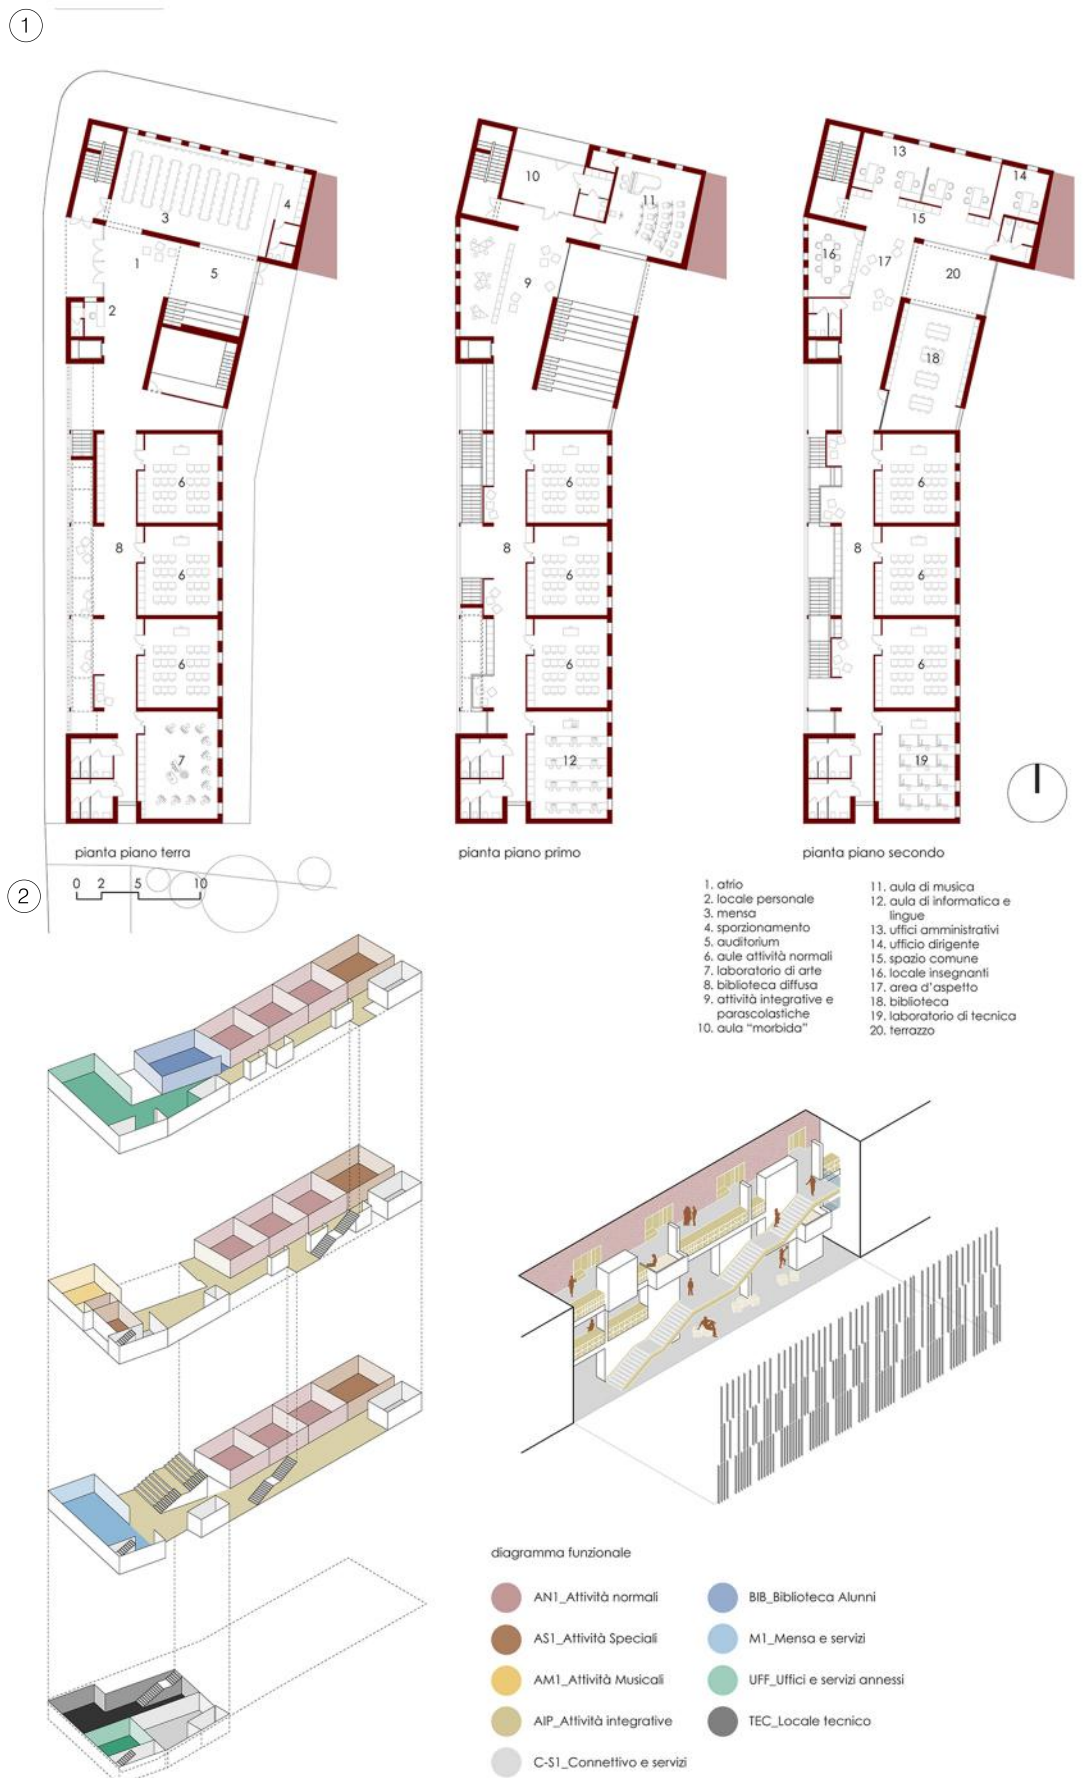 1
3
4
1
5
2
6
8
6
6
7
pianta piano terra
0 2 5 10
10
11
9
6
8
6
6
12
pianta piano primo
13
14
15
16
17
20
18
6
8
6
6
19
pianta piano secondo
1. atrio
2. locale personale
3. mensa
4. sporzionamento
5. auditorium
6. aule attività normali
7. laboratorio di arte
8. biblioteca diffusa
9. attività integrative e
parascolastiche
10. aula “morbida”
11. aula di musica
12. aula di informatica e
lingue
13. uffici amministrativi
14. ufficio dirigente
15. spazio comune
16. locale insegnanti
17. area d’aspetto
18. biblioteca
19. laboratorio di tecnica
20. terrazzo
2
diagramma funzionale
AN1_Attività normali
AS1_Attività Speciali
AM1_Attività Musicali
AIP_Attività integrative
C-S1_Connettivo e servizi
BIB_Biblioteca Alunni
M1_Mensa e servizi
UFF_Uffici e servizi annessi
TEC_Locale tecnico